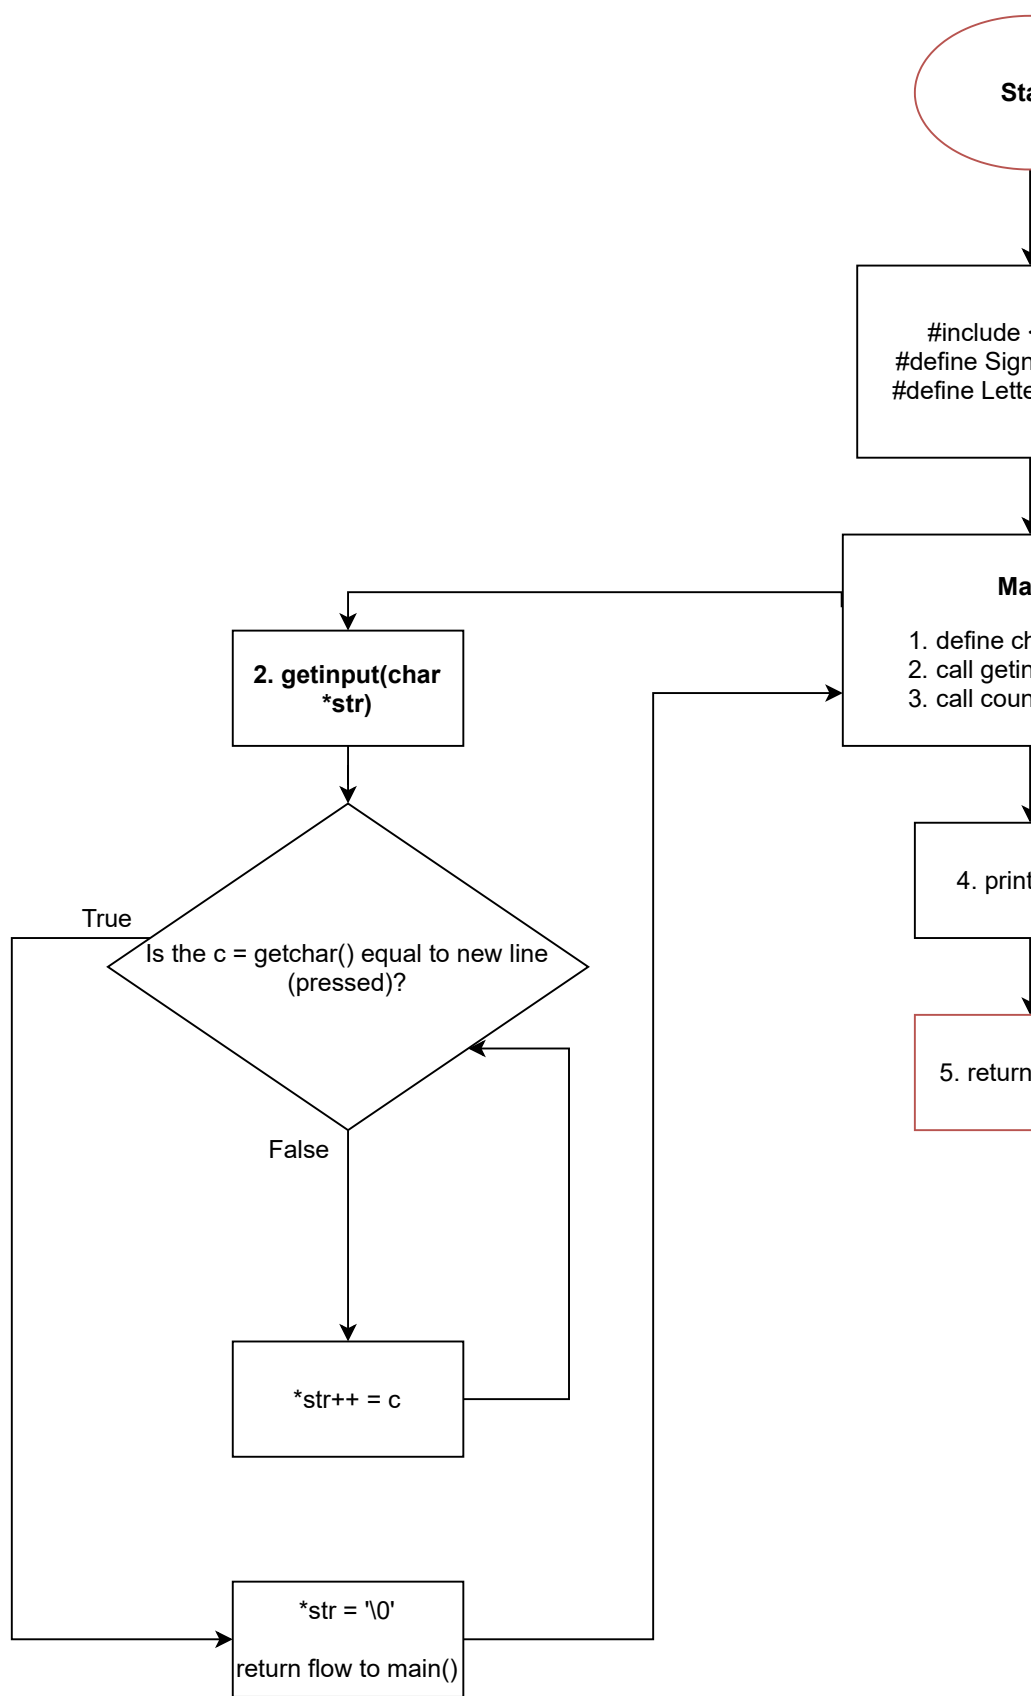 Sta
#include <
#define Sign
#define Lette
Ma
1. define ch
2. call getin
3. call coun
2. getinput(char
*str)
4. print
True
Is the c = getchar() equal to new line
(pressed)?
5. return
False
*str++ = c
*str = '\0'
return flow to main()